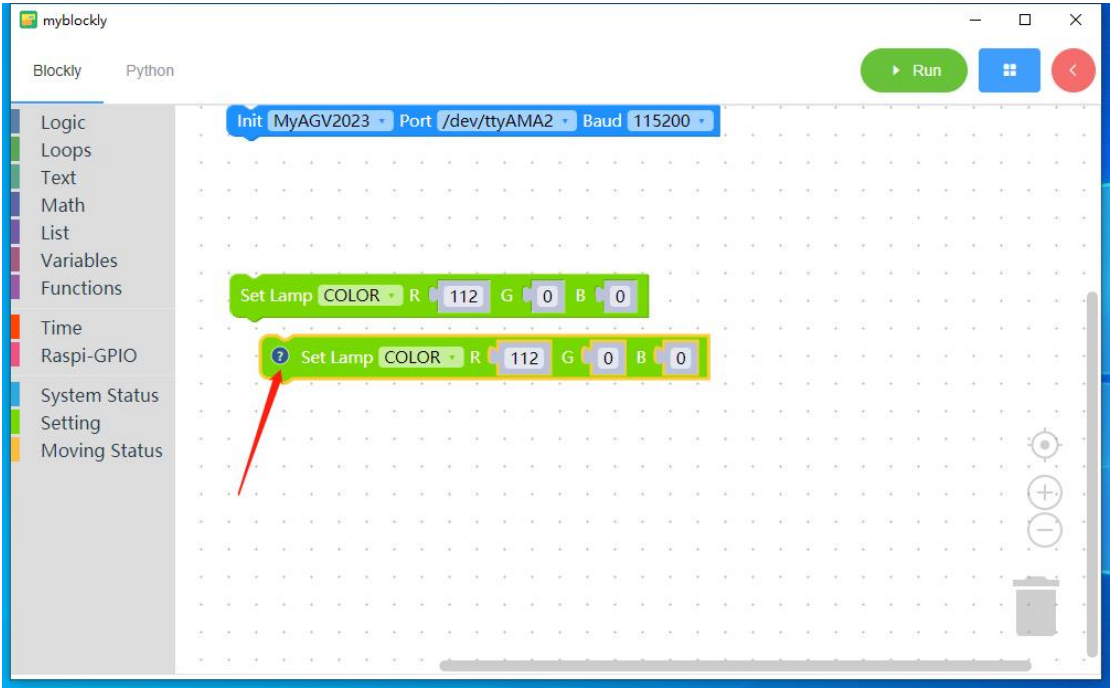 myblockly
Blockly Python
Run
Logic
Loops
Text
Math
List
Variables
Functions
Time
Raspi-GPIO
System Status
Setting
Moving Status
Init MyAGV2023 Port /dev/ttyAMA2 Baud 115200
Set Lamp COLOR R 112 G 0 B 0
? Set Lamp COLOR R 112 G 0 B 0